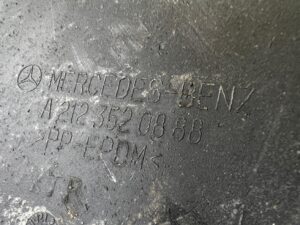 MERCEDES-BENZ
A 212 352 08 88
>PP+EPDM<